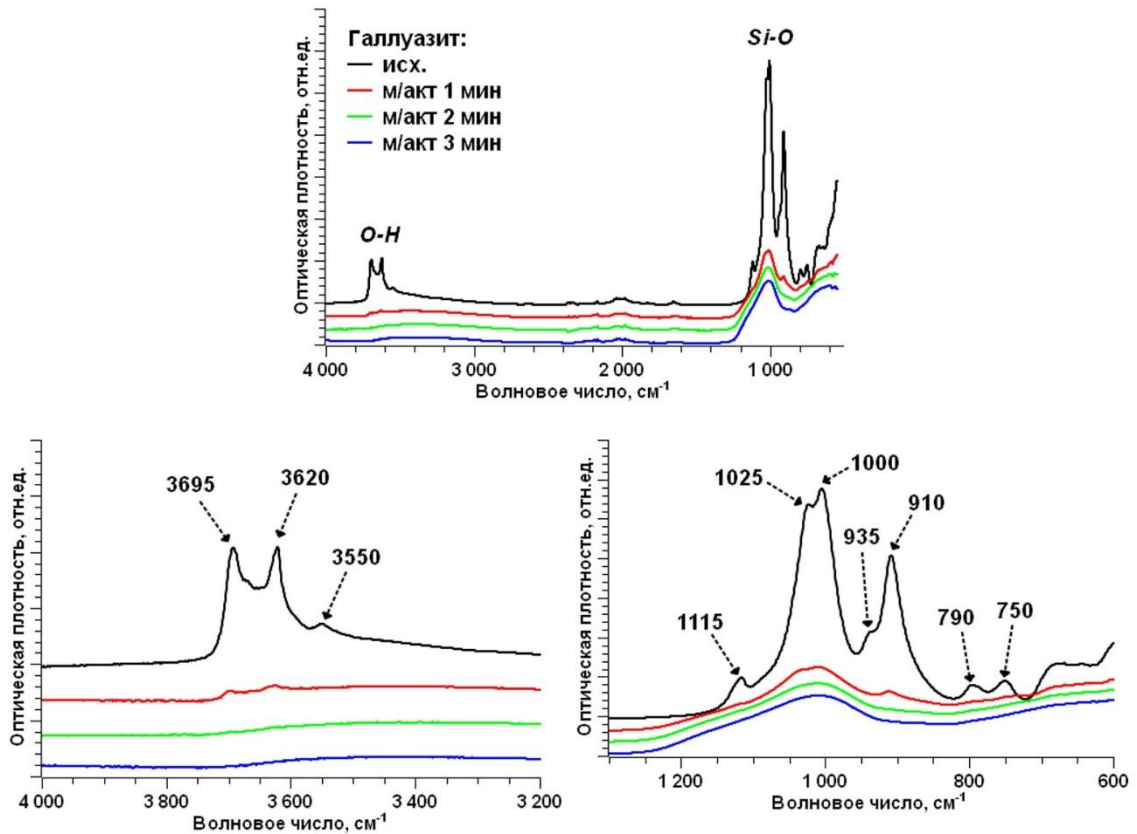 Оптическая плотность, отн.ед.
Галлуазит:
исх.
м/акт 1 мин
м/акт 2 мин
м/акт 3 мин
Si-O
O-H
4 000 3 000 2 000 1 000
Волновое число, см-1
Оптическая плотность, отн.ед.
3695
3620
3550
4 000 3 800 3 600 3 400 3 200
Волновое число, см-1
Оптическая плотность, отн.ед.
1115
1025
1000
935
910
790
750
1200 1 000 800 600
Волновое число, см-1